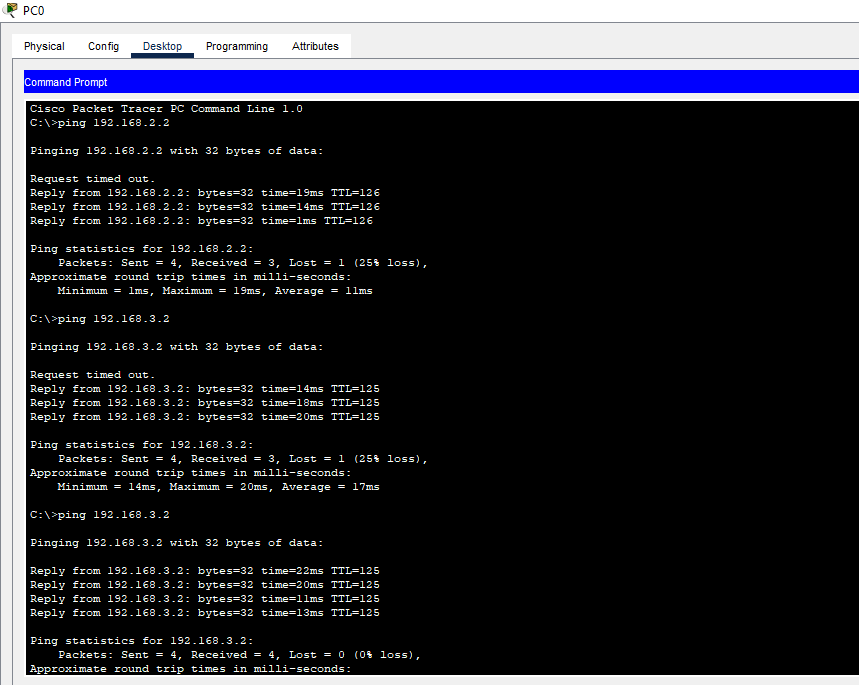 PC0
Physical Config Desktop Programming Attributes
Command Prompt
Cisco Packet Tracer PC Command Line 1.0
C:\>ping 192.168.2.2
Pinging 192.168.2.2 with 32 bytes of data:
Request timed out.
Reply from 192.168.2.2: bytes=32 time=19ms TTL=126
Reply from 192.168.2.2: bytes=32 time=14ms TTL=126
Reply from 192.168.2.2: bytes=32 time=1ms TTL=126
Ping statistics for 192.168.2.2:
    Packets: Sent = 4, Received = 3, Lost = 1 (25% loss),
Approximate round trip times in milli-seconds:
    Minimum = 1ms, Maximum = 19ms, Average = 11ms
C:\>ping 192.168.3.2
Pinging 192.168.3.2 with 32 bytes of data:
Request timed out.
Reply from 192.168.3.2: bytes=32 time=14ms TTL=125
Reply from 192.168.3.2: bytes=32 time=18ms TTL=125
Reply from 192.168.3.2: bytes=32 time=20ms TTL=125
Ping statistics for 192.168.3.2:
    Packets: Sent = 4, Received = 3, Lost = 1 (25% loss),
Approximate round trip times in milli-seconds:
    Minimum = 14ms, Maximum = 20ms, Average = 17ms
C:\>ping 192.168.3.2
Pinging 192.168.3.2 with 32 bytes of data:
Reply from 192.168.3.2: bytes=32 time=22ms TTL=125
Reply from 192.168.3.2: bytes=32 time=20ms TTL=125
Reply from 192.168.3.2: bytes=32 time=11ms TTL=125
Reply from 192.168.3.2: bytes=32 time=13ms TTL=125
Ping statistics for 192.168.3.2:
    Packets: Sent = 4, Received = 4, Lost = 0 (0% loss),
Approximate round trip times in milli-seconds: